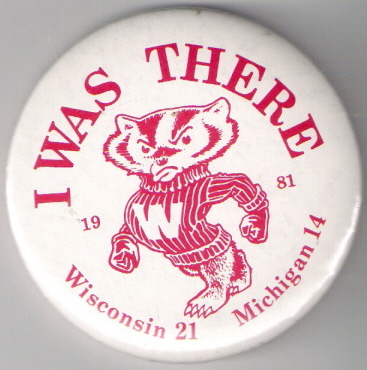 I WAS THERE
19 81
W
Wisconsin 21 Michigan 14